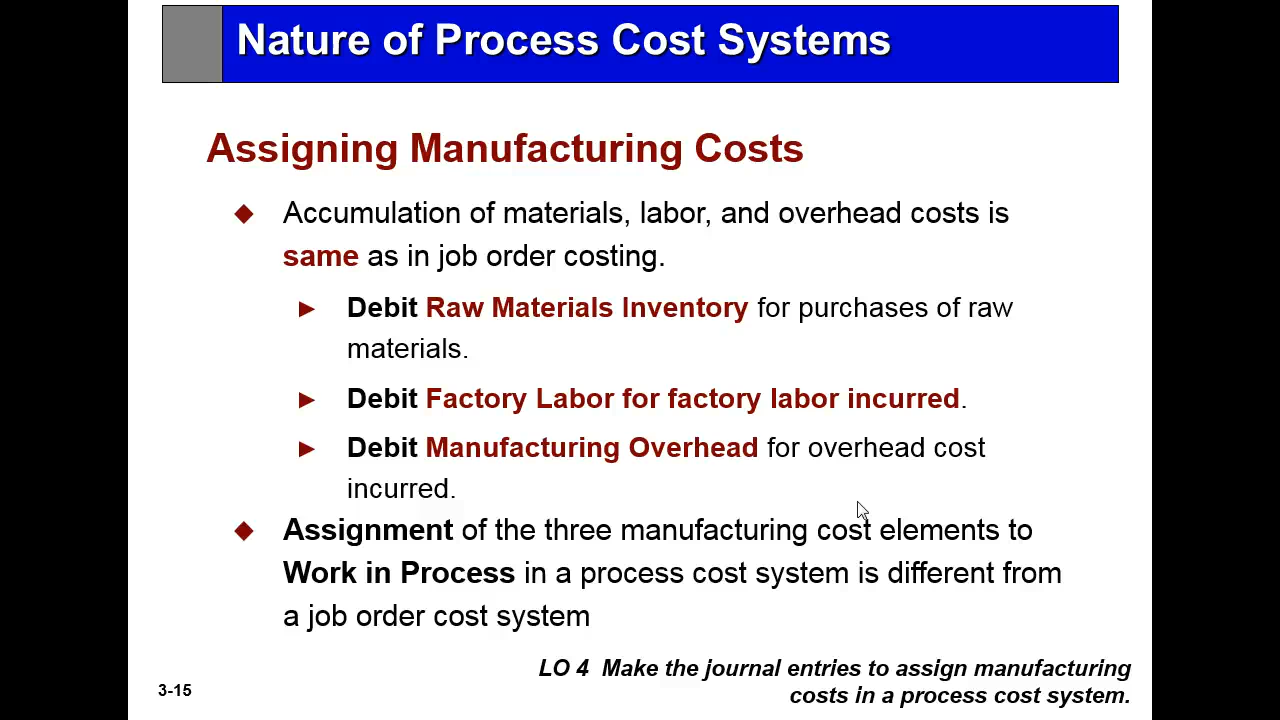 Nature of Process Cost Systems
Assigning Manufacturing Costs
Accumulation of materials, labor, and overhead costs is
same as in job order costing.
Debit Raw Materials Inventory for purchases of raw
materials.
Debit Factory Labor for factory labor incurred.
Debit Manufacturing Overhead for overhead cost
incurred.
Assignment of the three manufacturing cost elements to
Work in Process in a process cost system is different from
a job order cost system
LO 4 Make the journal entries to assign manufacturing
costs in a process cost system.
3-15